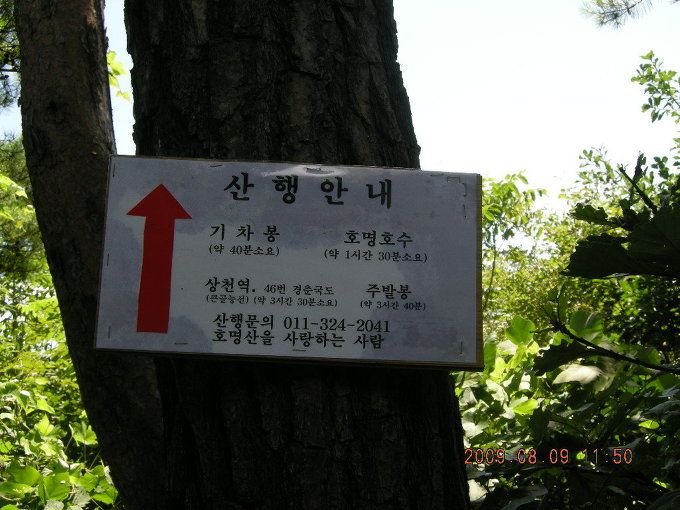 산행안내
기차봉 호명호수
(약 40분소요) (약 1시간 30분소요)
상천역. 46번 경춘국도 주발봉
(큰골능선) (약 3시간 30분소요) (약 3시간 40분)
산행문의 011-324-2041
호명산을 사랑하는 사람
2009.08.09 11:50